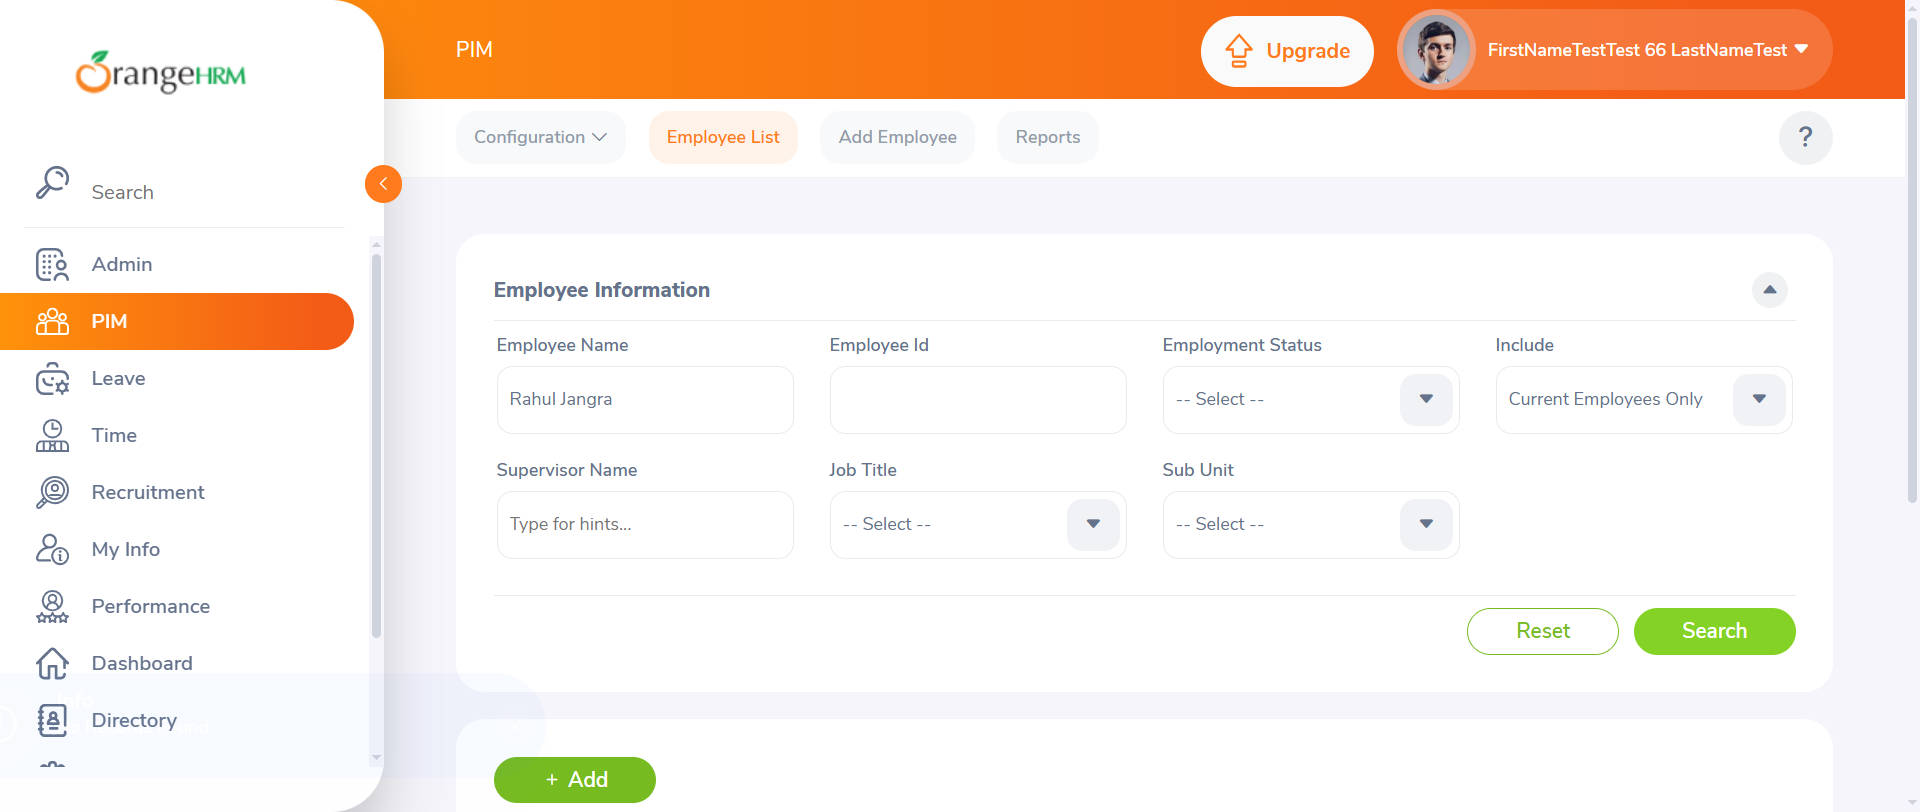 OrangeHRM
PIM
Upgrade
FirstNameTestTest 66 LastNameTest
Configuration
Employee List
Add Employee
Reports
?
Search
Admin
PIM
Leave
Time
Recruitment
My Info
Performance
Dashboard
Directory
Info
Employee Information
Employee Name
Employee Id
Employment Status
Include
Rahul Jangra
-- Select --
Current Employees Only
Supervisor Name
Job Title
Sub Unit
Type for hints...
-- Select --
-- Select --
Reset
Search
+ Add